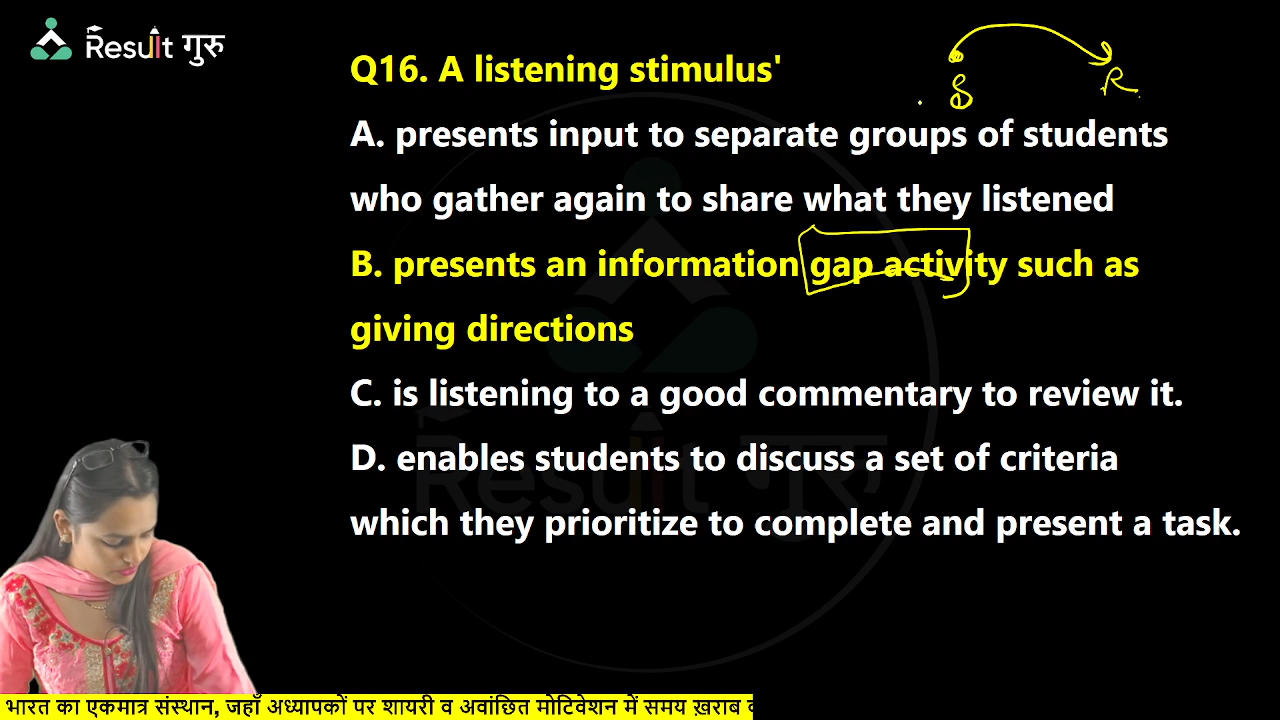 Result गुरु
Q16. A listening stimulus'
S R
A. presents input to separate groups of students
who gather again to share what they listened
B. presents an information gap activity such as
giving directions
C. is listening to a good commentary to review it.
D. enables students to discuss a set of criteria
which they prioritize to complete and present a task.
Result गुरु
भारत का एकमात्र संस्थान, जहाँ अध्यापकों पर शायरी व अवांछित मोटिवेशन में समय ख़राब